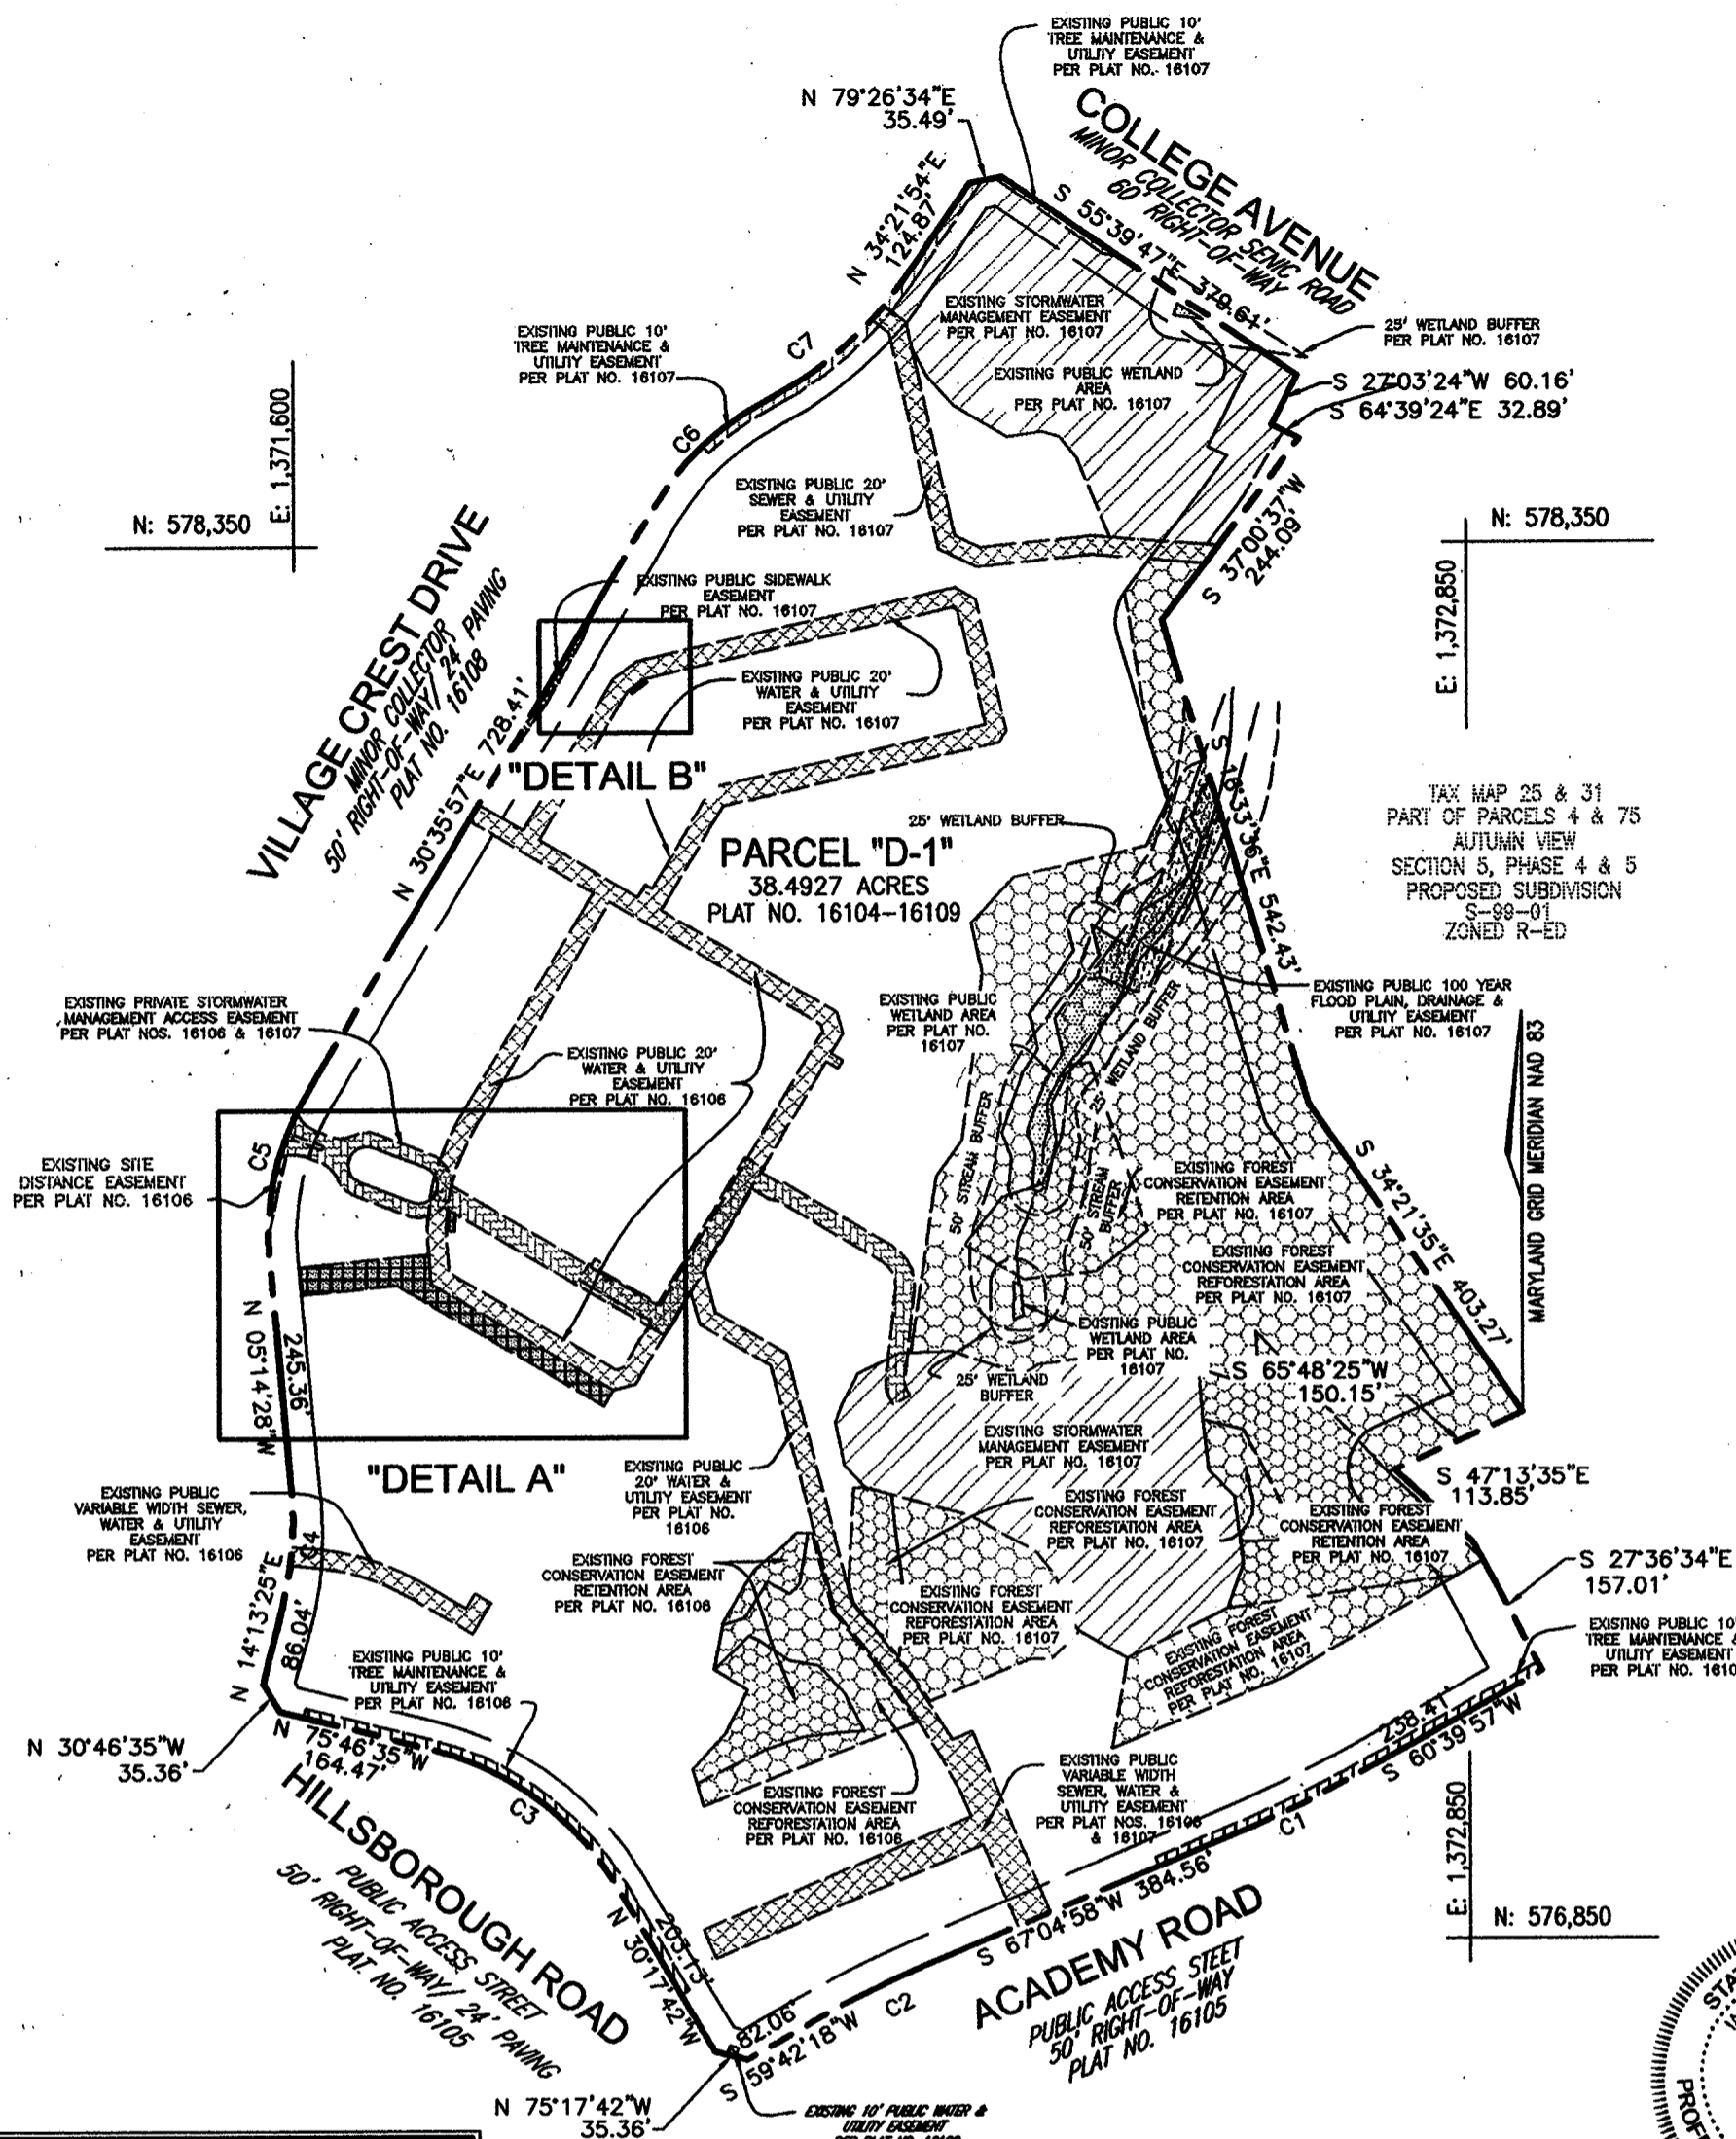 EXISTING PUBLIC 10'
TREE MAINTENANCE &
UTILITY EASEMENT
PER PLAT NO. 16107
N 79°26'34"E
35.49'
COLLEGE AVENUE
MINOR COLLECTOR SENIC ROAD
60' RIGHT-OF-WAY
N 34°21'54"E
124.87'
S 55°39'47"E 379.61'
EXISTING STORMWATER
MANAGEMENT EASEMENT
PER PLAT NO. 16107
25' WETLAND BUFFER
PER PLAT NO. 16107
EXISTING PUBLIC 10'
TREE MAINTENANCE &
UTILITY EASEMENT
PER PLAT NO. 16107
C7
EXISTING PUBLIC WETLAND
AREA
PER PLAT NO. 16107
S 27°03'24"W 60.16'
S 64°39'24"E 32.89'
E: 1,371,600
N: 578,350
C6
EXISTING PUBLIC 20'
SEWER & UTILITY
EASEMENT
PER PLAT NO. 16107
S 37°00'37"W
244.09'
N: 578,350
E: 1,372,850
VILLAGE CREST DRIVE
MINOR COLLECTOR
50' RIGHT-OF-WAY/ 24' PAVING
PLAT NO. 16108
EXISTING PUBLIC SIDEWALK
EASEMENT
PER PLAT NO. 16107
EXISTING PUBLIC 20'
WATER & UTILITY
EASEMENT
PER PLAT NO. 16107
N 30°35'57"E 728.41'
"DETAIL B"
S 16°33'36"E 542.43'
TAX MAP 25 & 31
PART OF PARCELS 4 & 75
AUTUMN VIEW
SECTION 5, PHASE 4 & 5
PROPOSED SUBDIVISION
S-99-01
ZONED R-ED
25' WETLAND BUFFER
PARCEL "D-1"
38.4927 ACRES
PLAT NO. 16104-16109
EXISTING PRIVATE STORMWATER
MANAGEMENT ACCESS EASEMENT
PER PLAT NOS. 16106 & 16107
EXISTING PUBLIC
WETLAND AREA
PER PLAT NO.
16107
EXISTING PUBLIC 100 YEAR
FLOOD PLAIN, DRAINAGE &
UTILITY EASEMENT
PER PLAT NO. 16107
EXISTING PUBLIC 20'
WATER & UTILITY
EASEMENT
PER PLAT NO. 16106
25' WETLAND BUFFER
MARYLAND GRID MERIDIAN NAD 83
C5
EXISTING SITE
DISTANCE EASEMENT
PER PLAT NO. 16106
50' STREAM BUFFER
50' STREAM
BUFFER
EXISTING FOREST
CONSERVATION EASEMENT
RETENTION AREA
PER PLAT NO. 16107
S 34°21'35"E 403.27'
EXISTING FOREST
CONSERVATION EASEMENT
REFORESTATION AREA
PER PLAT NO. 16107
N 05°14'28"W
245.36'
EXISTING PUBLIC
WETLAND AREA
PER PLAT NO.
16107
25' WETLAND
BUFFER
S 65°48'25"W
150.15'
"DETAIL A"
EXISTING STORMWATER
MANAGEMENT EASEMENT
PER PLAT NO. 16107
S 47°13'35"E
113.85'
EXISTING PUBLIC
VARIABLE WIDTH SEWER,
WATER & UTILITY
EASEMENT
PER PLAT NO. 16106
EXISTING PUBLIC
20' WATER &
UTILITY EASEMENT
PER PLAT NO.
16106
EXISTING FOREST
CONSERVATION EASEMENT
REFORESTATION AREA
PER PLAT NO. 16107
EXISTING FOREST
CONSERVATION EASEMENT
RETENTION AREA
PER PLAT NO. 16107
C4
EXISTING FOREST
CONSERVATION EASEMENT
RETENTION AREA
PER PLAT NO. 16106
EXISTING FOREST
CONSERVATION EASEMENT
REFORESTATION AREA
PER PLAT NO. 16107
S 27°36'34"E
157.01'
N 14°13'25"E
86.04'
EXISTING FOREST
CONSERVATION EASEMENT
REFORESTATION AREA
PER PLAT NO. 16107
EXISTING PUBLIC 10'
TREE MAINTENANCE &
UTILITY EASEMENT
PER PLAT NO.
EXISTING PUBLIC 10'
TREE MAINTENANCE &
UTILITY EASEMENT
PER PLAT NO. 16106
N 30°46'35"W
35.36'
N 75°46'35"W
164.47'
C3
EXISTING FOREST
CONSERVATION EASEMENT
REFORESTATION AREA
PER PLAT NO. 16106
EXISTING PUBLIC
VARIABLE WIDTH
SEWER, WATER &
UTILITY EASEMENT
PER PLAT NOS. 16106
& 16107
238.41'
S 60°39'57"W
C1
E: 1,372,850
N: 576,850
HILLSBOROUGH ROAD
PUBLIC ACCESS STREET
50' RIGHT-OF-WAY/ 24' PAVING
PLAT. NO. 16105
203.13'
N 30°17'42"W
S 67°04'58"W 384.56'
ACADEMY ROAD
PUBLIC ACCESS STEET
50' RIGHT-OF-WAY
PLAT NO. 16105
C2
82.06'
S 59°42'18"W
N 75°17'42"W
35.36'
EXISTING 10' PUBLIC WATER &
UTILITY EASEMENT